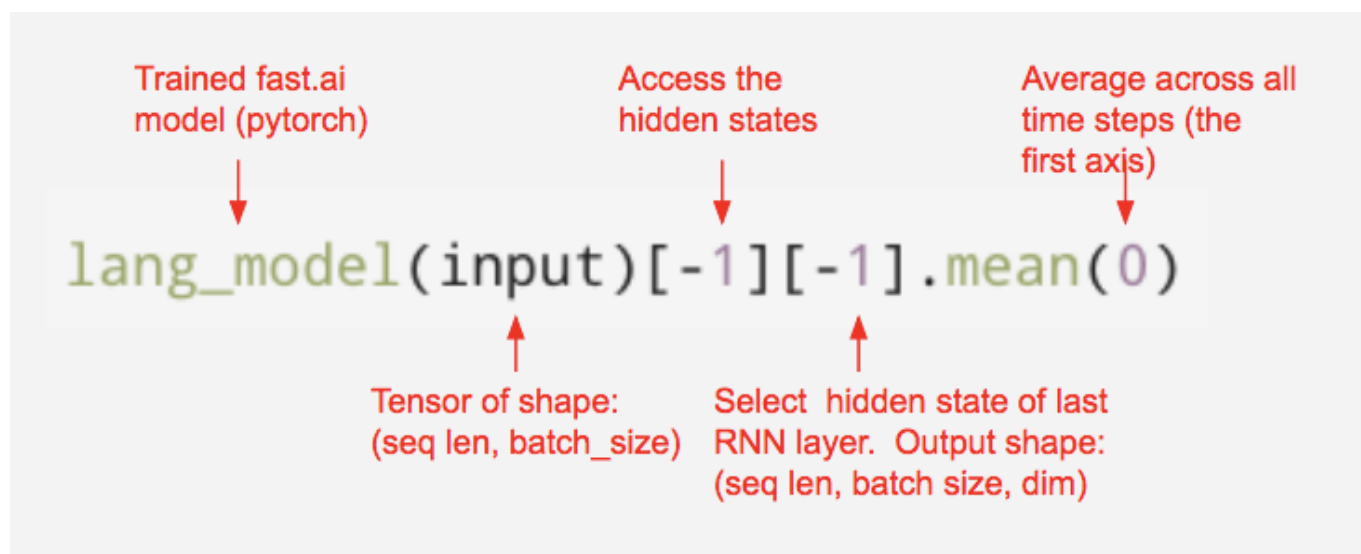 Trained fast.ai
model (pytorch)
Access the
hidden states
Average across all
time steps (the
first axis)
lang_model(input)[-1][-1].mean(0)
Tensor of shape:
(seq len, batch_size)
Select hidden state of last
RNN layer. Output shape:
(seq len, batch size, dim)